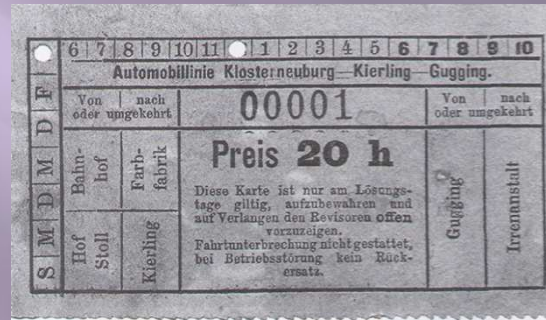 6 7 8 9 10 11 1 2 3 4 5 6 7 8 9 10
Automobillinie Klosterneuburg—Kierling—Gugging.
Von nach
oder umgekehrt
00001
Von nach
oder umgekehrt
S M D M D F
Bahn-
hof
Farb-
fabrik
Hof
Stoll
Kierling
Preis 20 h
Diese Karte ist nur am Lösungs-
tage giltig, aufzubewahren und
auf Verlangen den Revisoren offen
vorzuzeigen.
Fahrtunterbrechung nicht gestattet,
bei Betriebsstörung kein Rück-
ersatz.
Gugging
Irrenanstalt